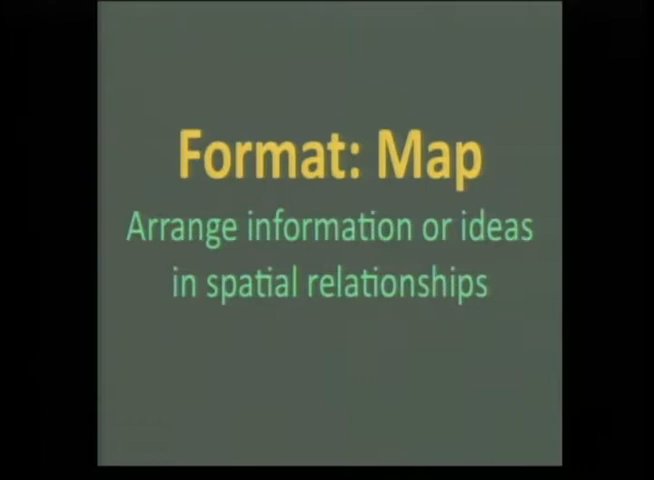 Format: Map
Arrange information or ideas
in spatial relationships